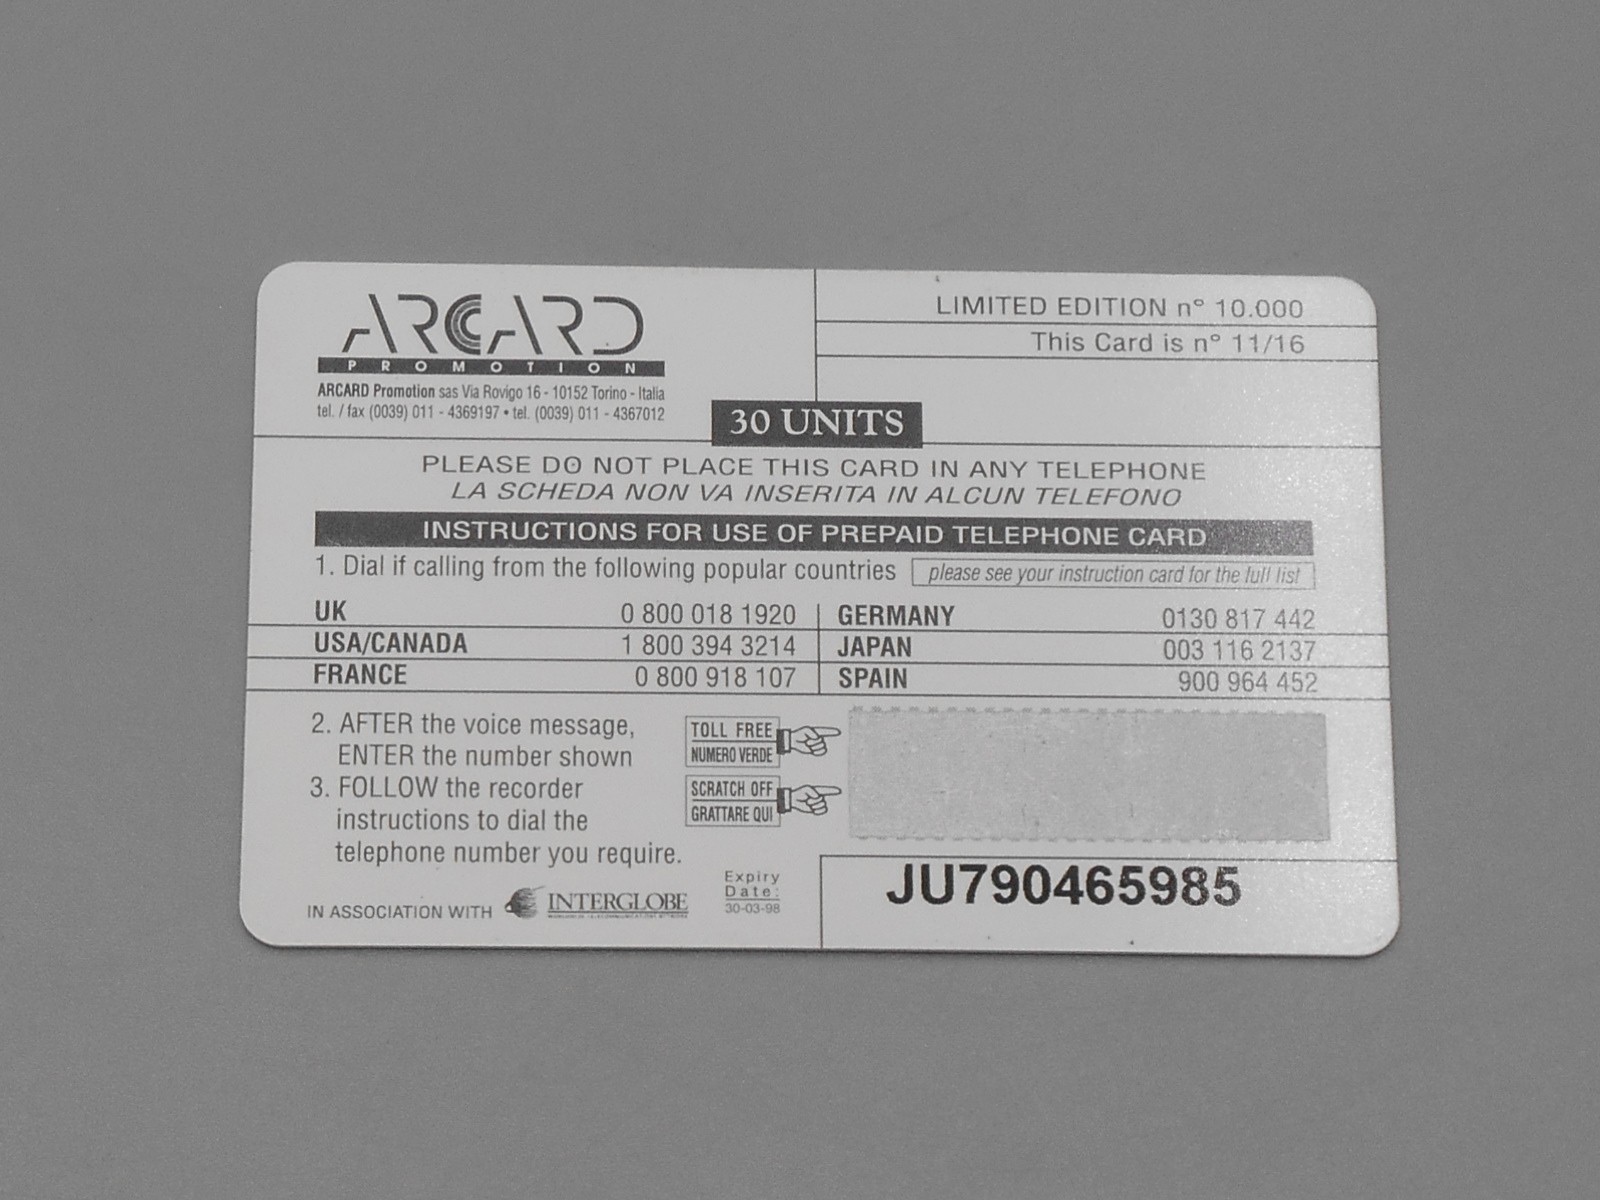 ARCARD
PROMOTION
ARCARD Promotion sas Via Rovigo 16 - 10152 Torino - Italia
tel. / fax (0039) 011 - 4369197 • tel. (0039) 011 - 4367012
LIMITED EDITION n° 10.000
This Card is n° 11/16
30 UNITS
PLEASE DO NOT PLACE THIS CARD IN ANY TELEPHONE
LA SCHEDA NON VA INSERITA IN ALCUN TELEFONO
INSTRUCTIONS FOR USE OF PREPAID TELEPHONE CARD
1. Dial if calling from the following popular countries please see your instruction card for the full list
UK 0 800 018 1920 GERMANY 0130 817 442
USA/CANADA 1 800 394 3214 JAPAN 003 116 2137
FRANCE 0 800 918 107 SPAIN 900 964 452
2. AFTER the voice message,
ENTER the number shown
3. FOLLOW the recorder
instructions to dial the
telephone number you require.
TOLL FREE
NUMERO VERDE
SCRATCH OFF
GRATTARE QUI
IN ASSOCIATION WITH INTERGLOBE
Expiry
Date:
30-03-98
JU790465985